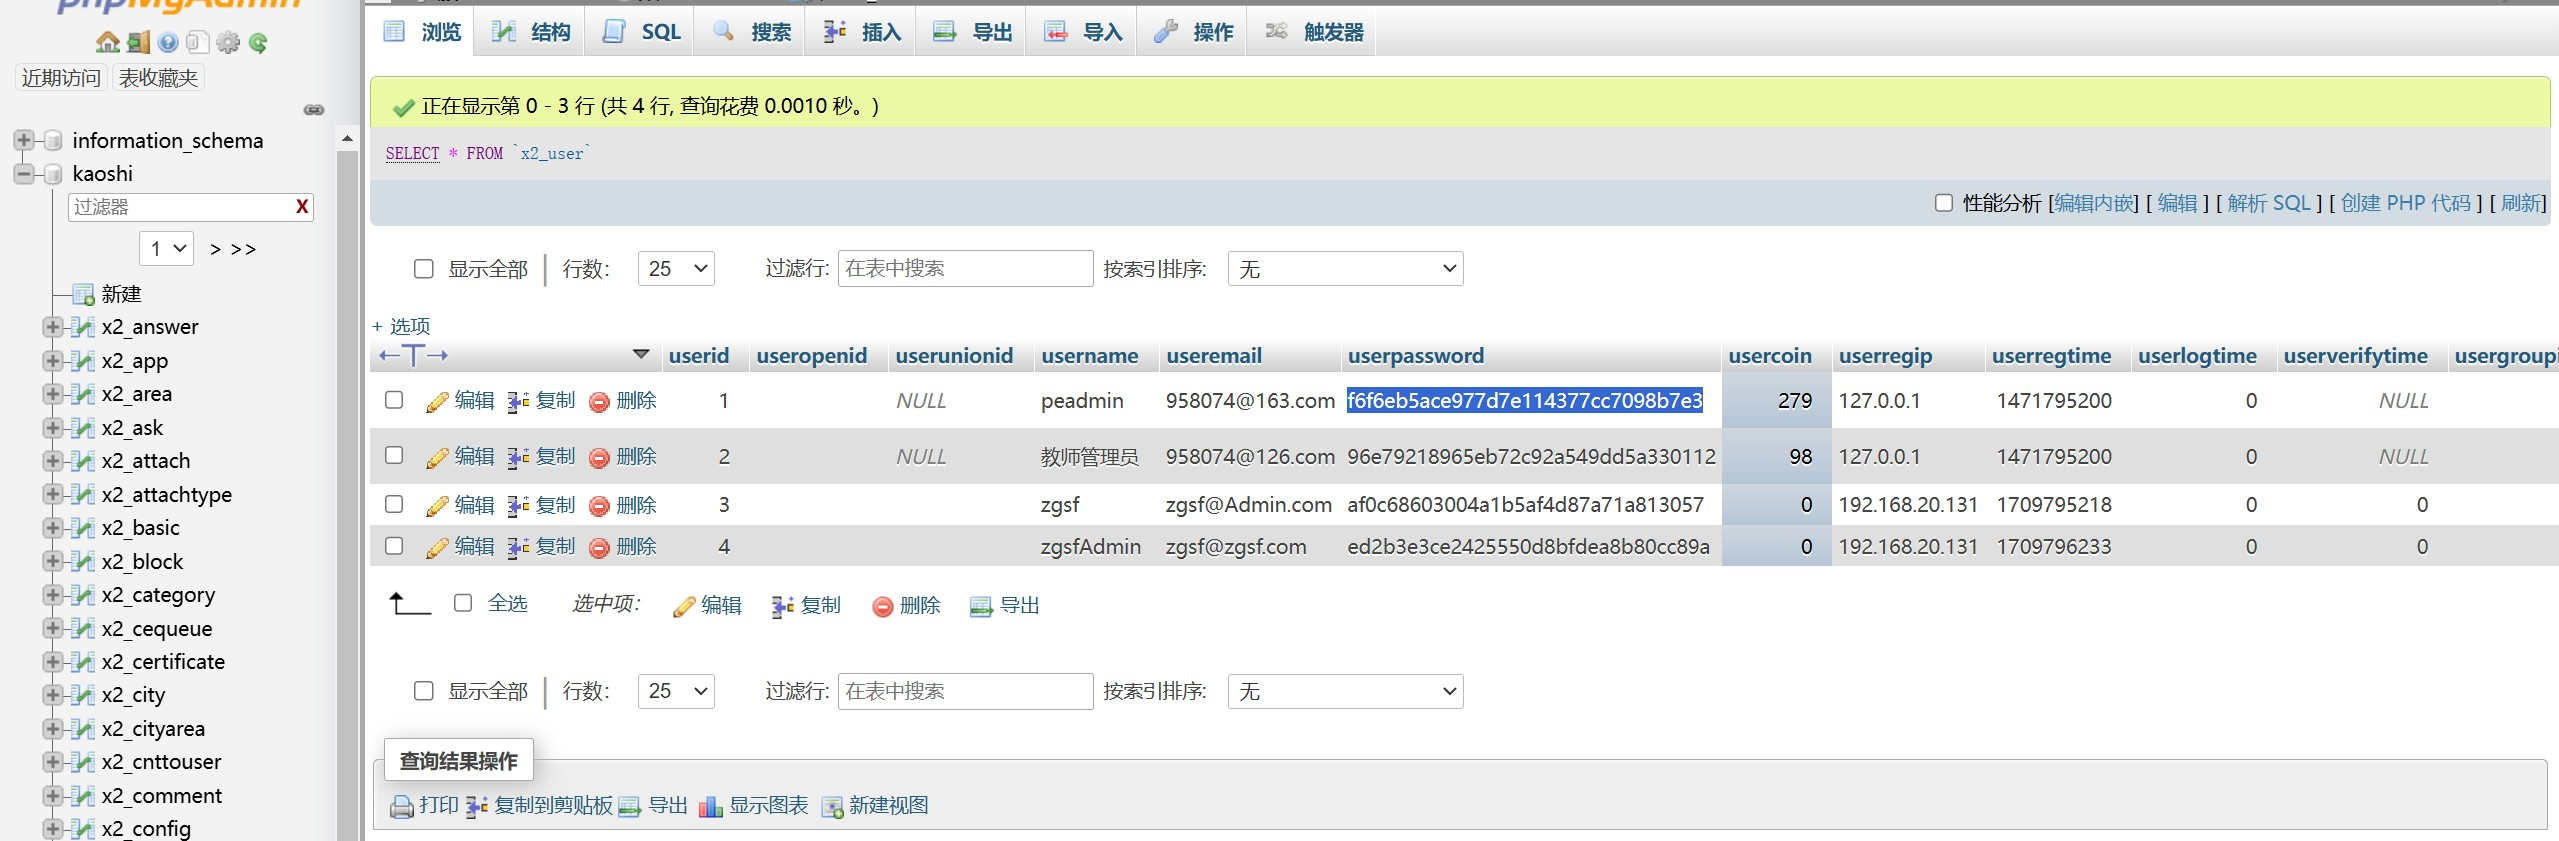 phpMyAdmin
近期访问 表收藏夹
information_schema
kaoshi
过滤器 X
1 > >>
新建
x2_answer
x2_app
x2_area
x2_ask
x2_attach
x2_attachtype
x2_basic
x2_block
x2_category
x2_cequeue
x2_certificate
x2_city
x2_cityarea
x2_cnttouser
x2_comment
x2_config
浏览 结构 SQL 搜索 插入 导出 导入 操作 触发器
正在显示第 0 - 3 行 (共 4 行, 查询花费 0.0010 秒。)
SELECT * FROM `x2_user`
性能分析 [编辑内嵌] [ 编辑 ] [ 解析 SQL ] [ 创建 PHP 代码 ] [ 刷新]
显示全部 | 行数: 25 过滤行: 在表中搜索 按索引排序: 无
+ 选项
←T→ userid useropenid userunionid username useremail userpassword usercoin userregip userregtime userlogtime userverifytime usergroupi
编辑 复制 删除 1 NULL peadmin 958074@163.com f6f6eb5ace977d7e114377cc7098b7e3 279 127.0.0.1 1471795200 0 NULL
编辑 复制 删除 2 NULL 教师管理员 958074@126.com 96e79218965eb72c92a549dd5a330112 98 127.0.0.1 1471795200 0 NULL
编辑 复制 删除 3 zgsf zgsf@Admin.com af0c68603004a1b5af4d87a71a813057 0 192.168.20.131 1709795218 0 0
编辑 复制 删除 4 zgsfAdmin zgsf@zgsf.com ed2b3e3ce2425550d8bfdea8b80cc89a 0 192.168.20.131 1709796233 0 0
全选 选中项: 编辑 复制 删除 导出
显示全部 | 行数: 25 过滤行: 在表中搜索 按索引排序: 无
查询结果操作
打印 复制到剪贴板 导出 显示图表 新建视图